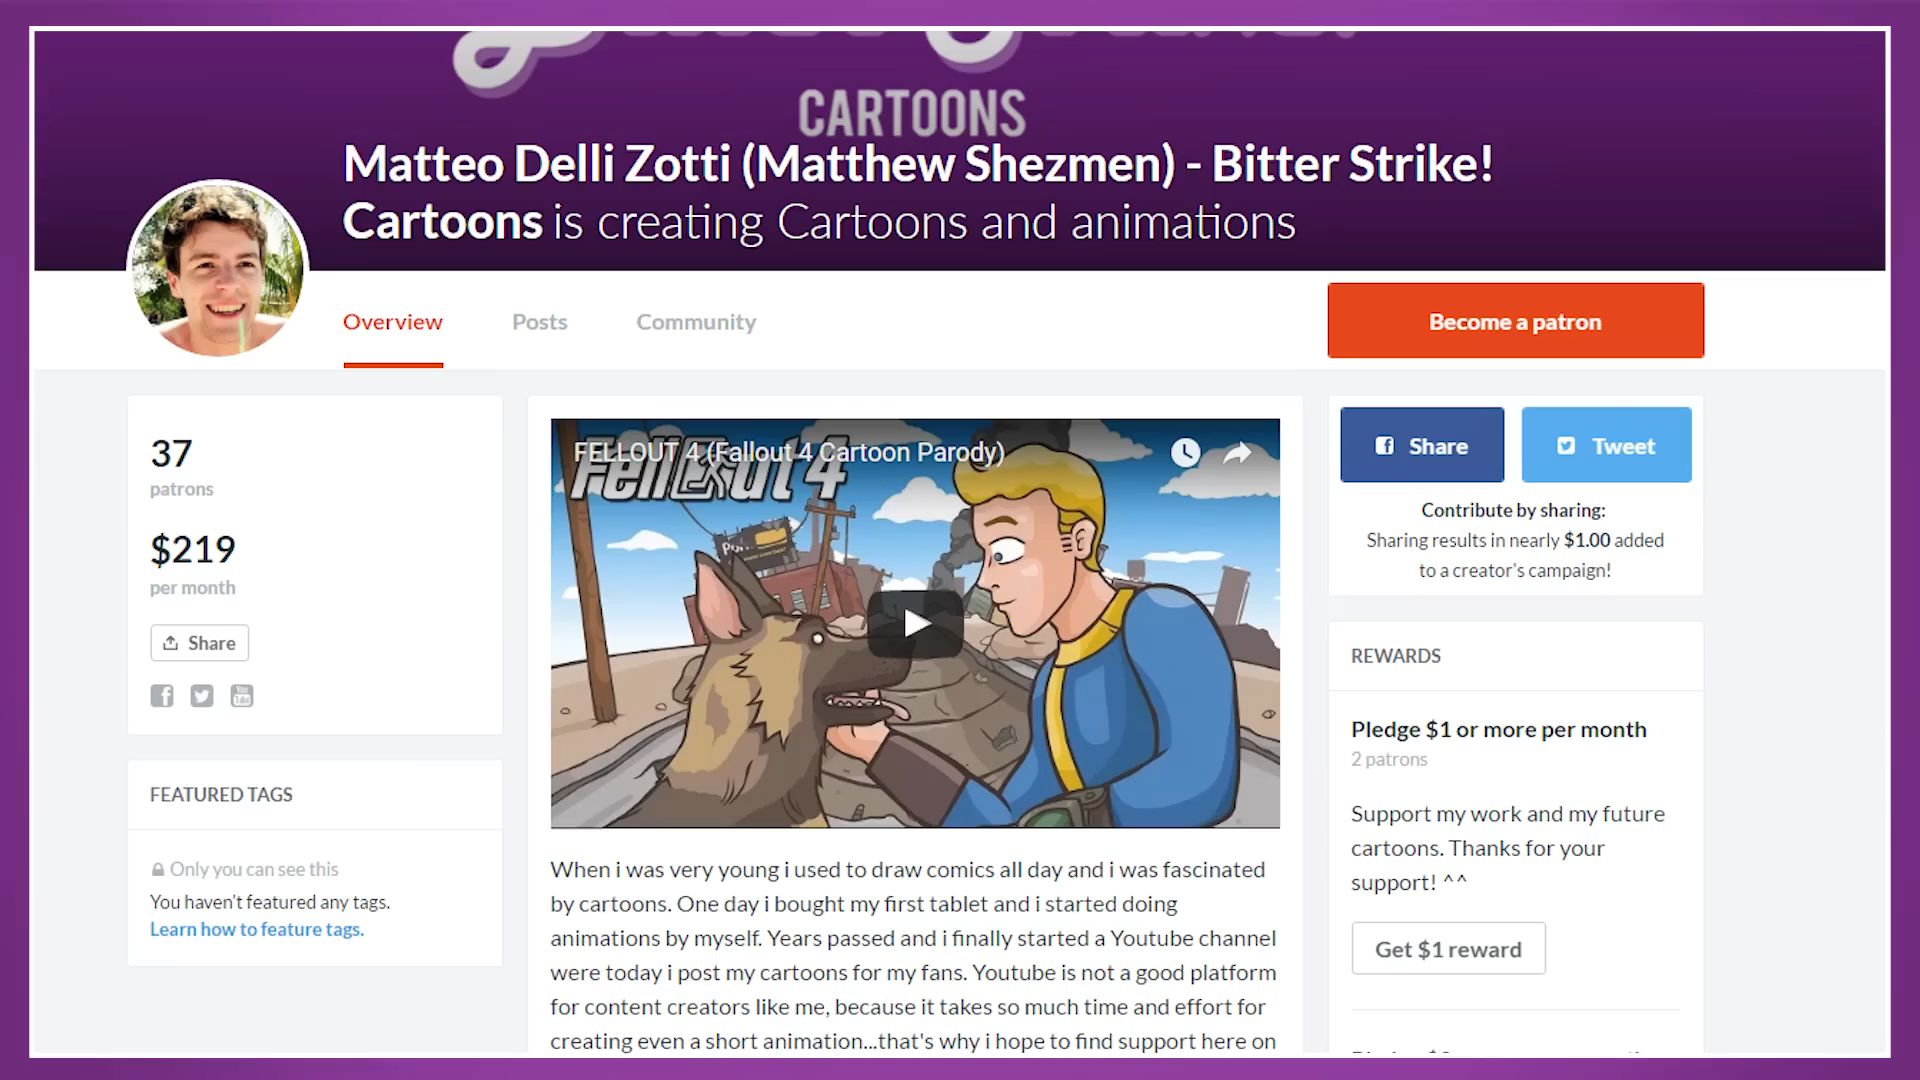 CARTOONS
Matteo Delli Zotti (Matthew Shezmen) - Bitter Strike!
Cartoons is creating Cartoons and animations
Overview
Posts
Community
Become a patron
37
patrons
$219
per month
Share
FEATURED TAGS
Only you can see this
You haven't featured any tags.
Learn how to feature tags.
FELLOUT 4 (Fallout 4 Cartoon Parody)
Fellout 4
When i was very young i used to draw comics all day and i was fascinated
by cartoons. One day i bought my first tablet and i started doing
animations by myself. Years passed and i finally started a Youtube channel
were today i post my cartoons for my fans. Youtube is not a good platform
for content creators like me, because it takes so much time and effort for
creating even a short animation...that's why i hope to find support here on
Share
Tweet
Contribute by sharing:
Sharing results in nearly $1.00 added
to a creator's campaign!
REWARDS
Pledge $1 or more per month
2 patrons
Support my work and my future
cartoons. Thanks for your
support! ^^
Get $1 reward